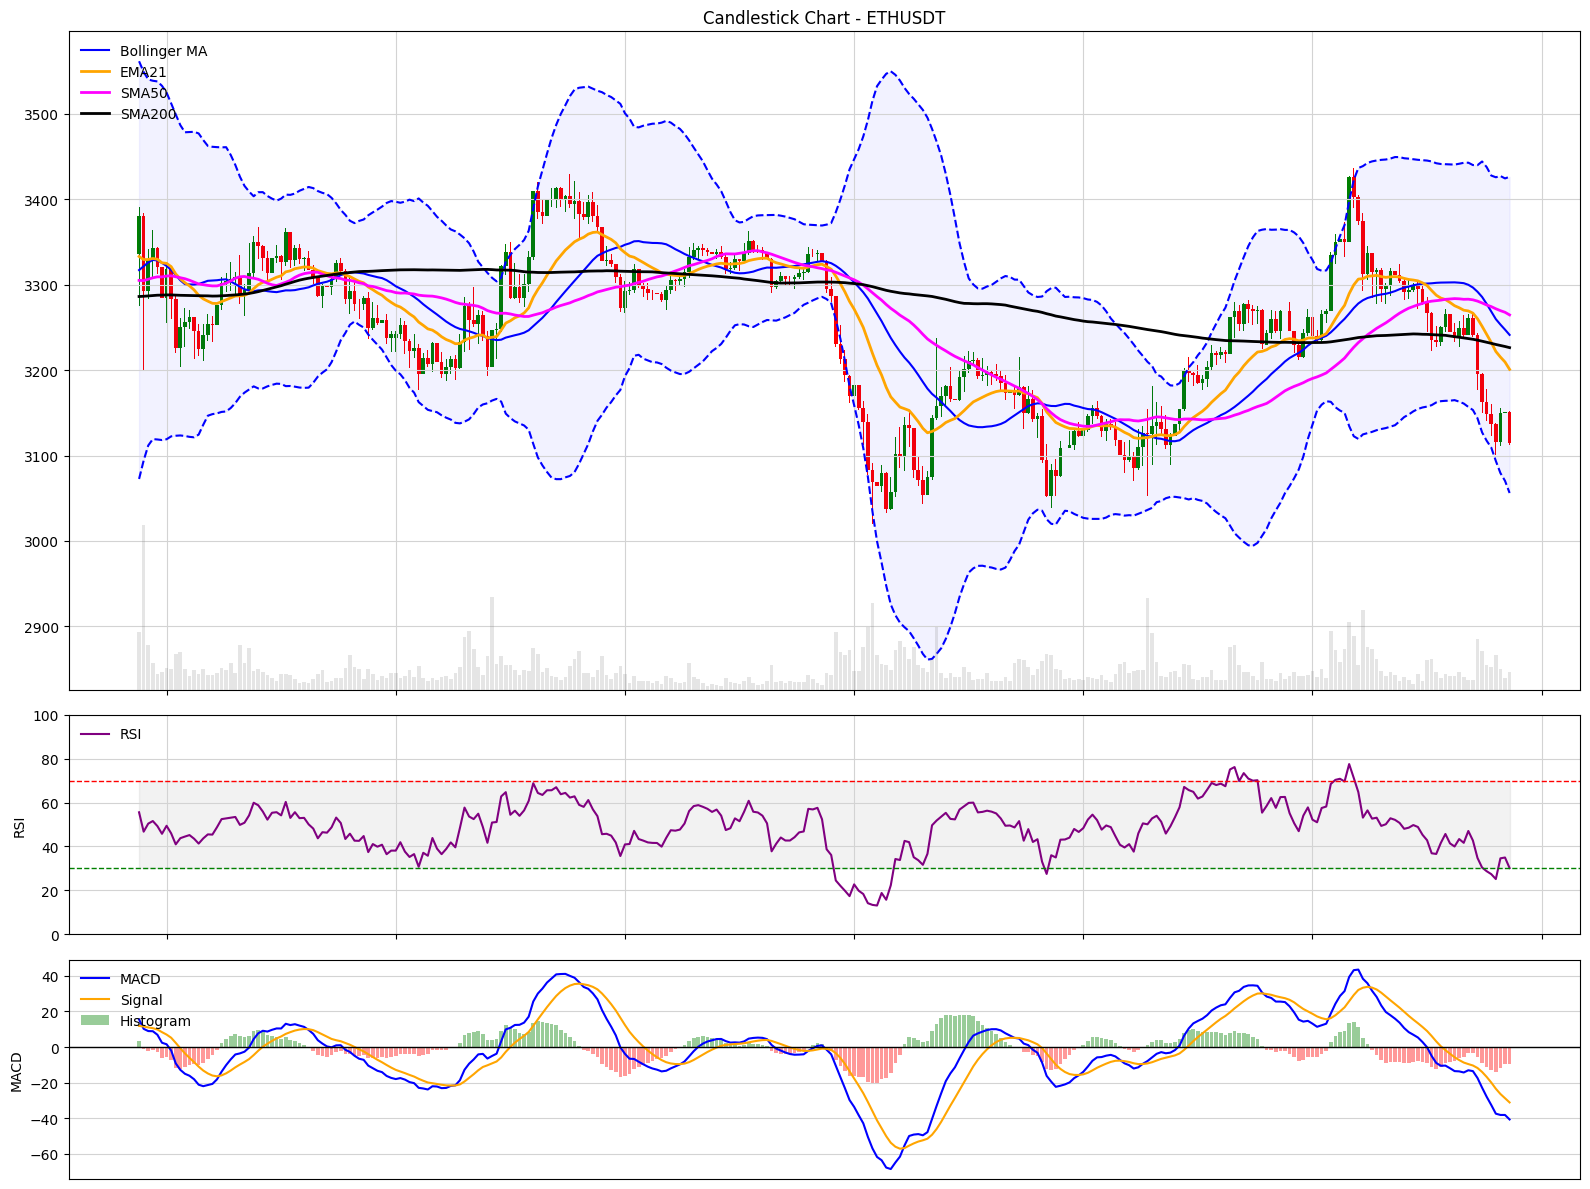 Candlestick Chart - ETHUSDT
Bollinger MA
EMA21
SMA50
SMA200
3500
3400
3300
3200
3100
3000
2900
RSI
RSI
100
80
60
40
20
0
MACD
Signal
Histogram
MACD
40
20
0
−20
−40
−60